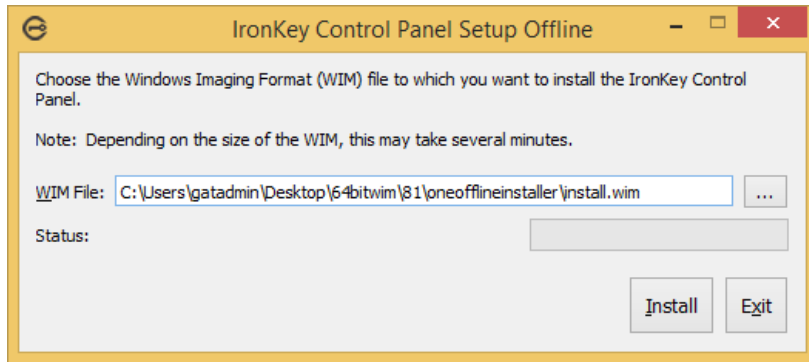 IronKey Control Panel Setup Offline
Choose the Windows Imaging Format (WIM) file to which you want to install the IronKey Control
Panel.
Note: Depending on the size of the WIM, this may take several minutes.
WIM File: C:\Users\gatadmin\Desktop\64bitwim\81\oneofflineinstaller\install.wim ...
Status:
Install Exit